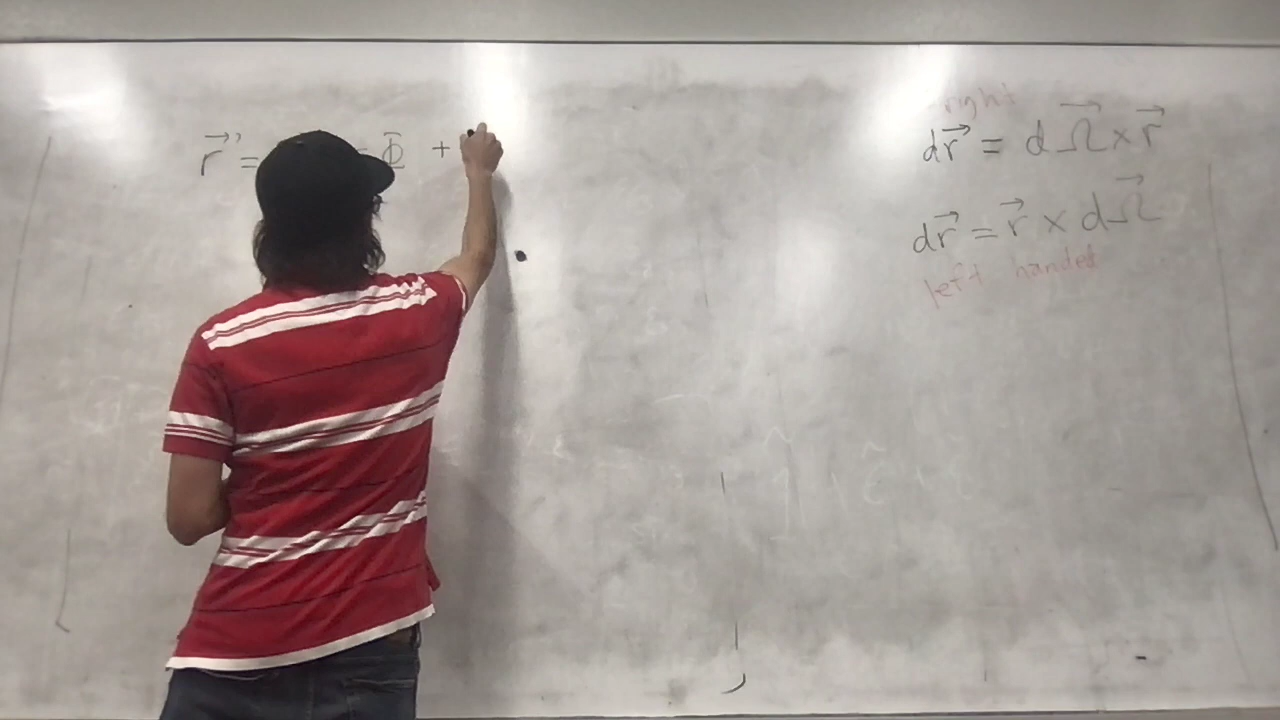 r⃗' = = Φ +
right
dr⃗ = dΩ⃗ × r⃗
dr⃗ = r⃗ × dΩ⃗
left handed